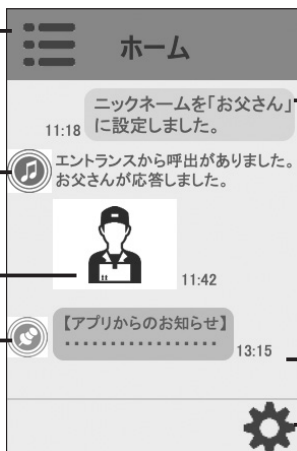 ホーム
ニックネームを「お父さん」
に設定しました。
11:18
エントランスから呼出がありました。
お父さんが応答しました。
11:42
【アプリからのお知らせ】
・・・・・・・・・・・・・・・・・
13:15